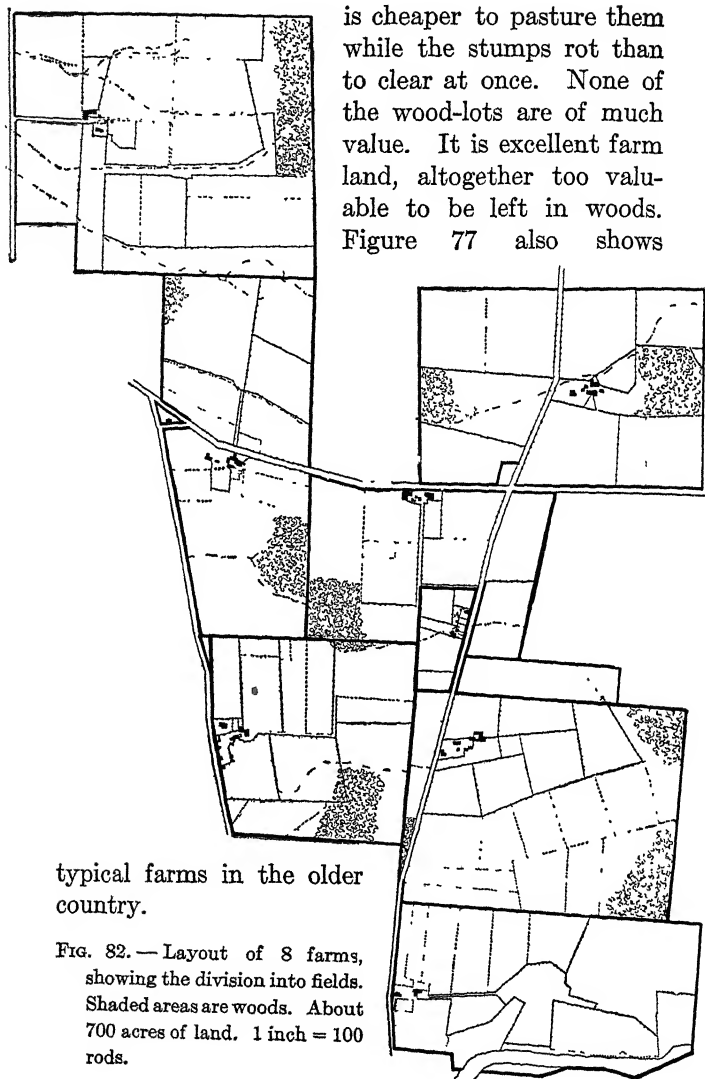 is cheaper to pasture them
while the stumps rot than
to clear at once. None of
the wood-lots are of much
value. It is excellent farm
land, altogether too valu-
able to be left in woods.
Figure 77 also shows
typical farms in the older
country.
FIG. 82. — Layout of 8 farms,
showing the division into fields.
Shaded areas are woods. About
700 acres of land. 1 inch = 100
rods.